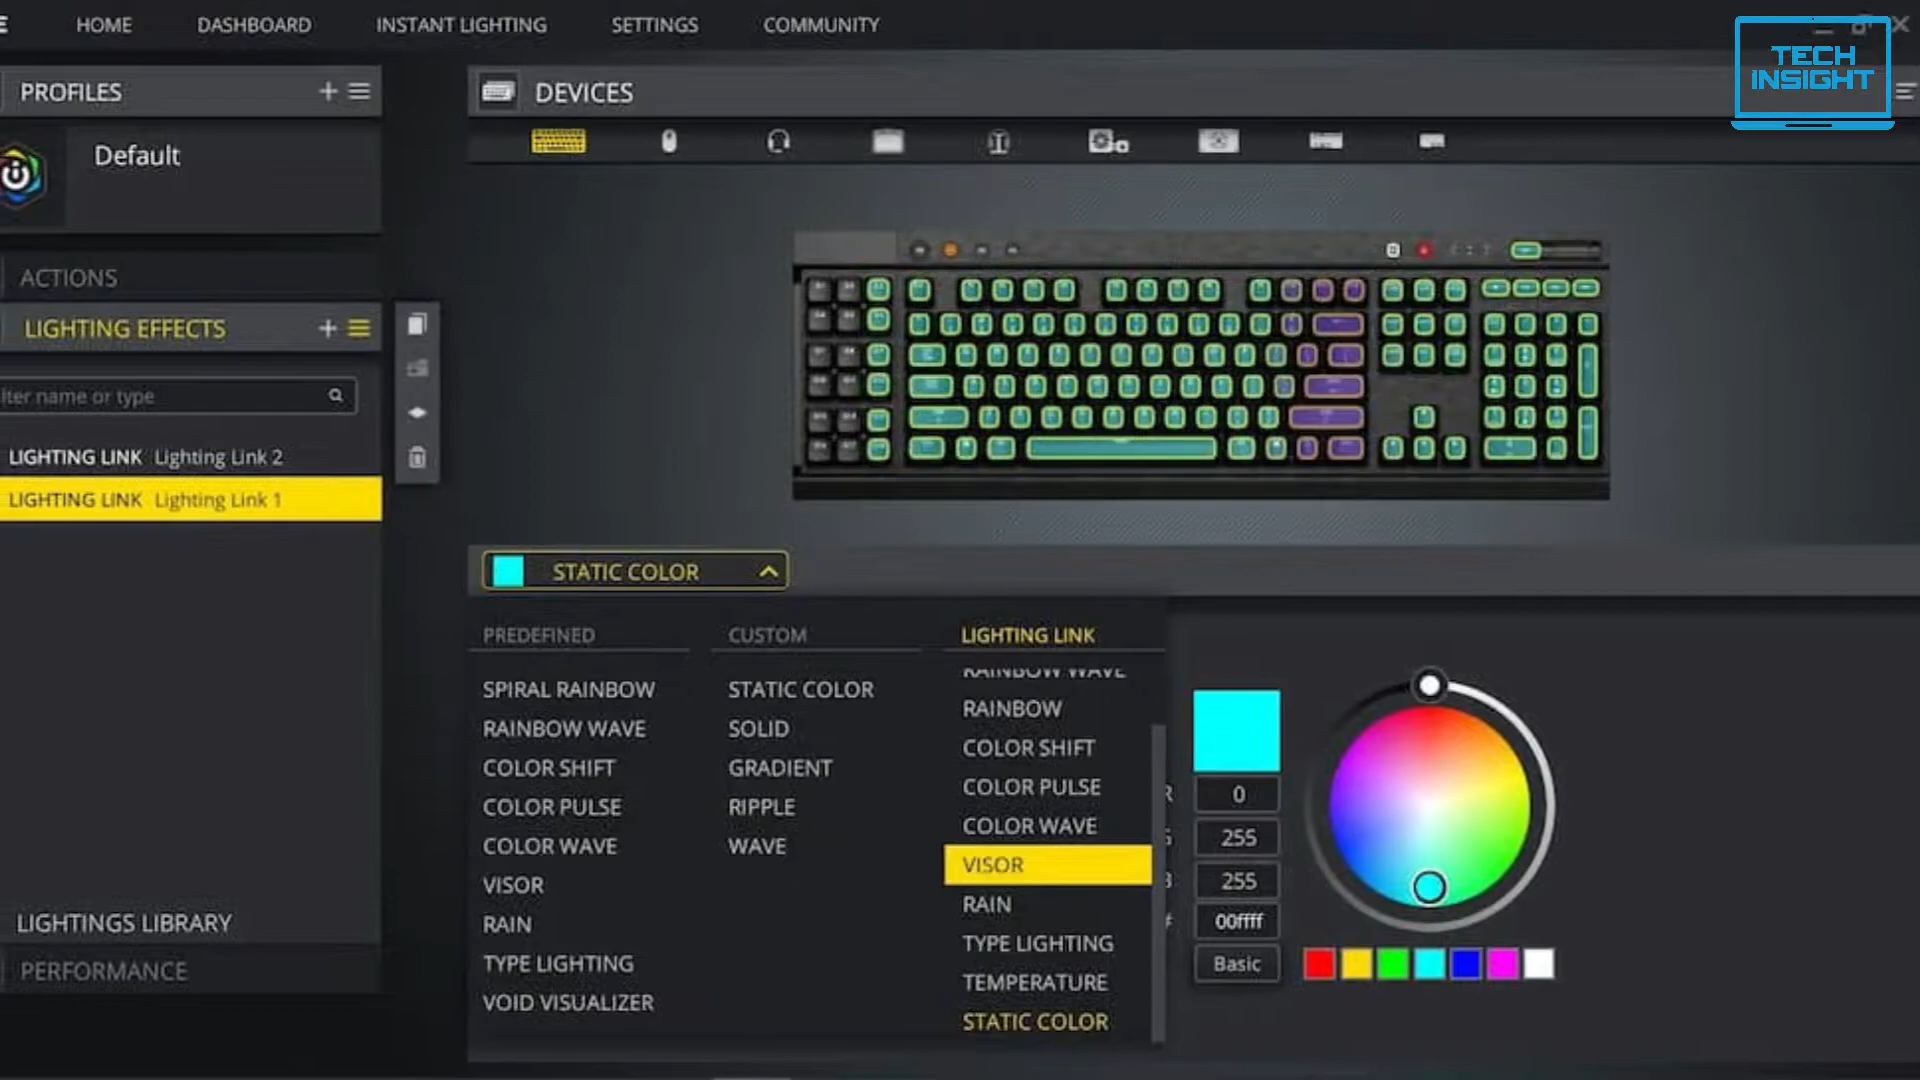 HOME DASHBOARD INSTANT LIGHTING SETTINGS COMMUNITY
TECH
INSIGHT
PROFILES
Default
ACTIONS
LIGHTING EFFECTS
lter name or type
LIGHTING LINK Lighting Link 2
LIGHTING LINK Lighting Link 1
LIGHTINGS LIBRARY
PERFORMANCE
DEVICES
STATIC COLOR
PREDEFINED
SPIRAL RAINBOW
RAINBOW WAVE
COLOR SHIFT
COLOR PULSE
COLOR WAVE
VISOR
RAIN
TYPE LIGHTING
VOID VISUALIZER
CUSTOM
STATIC COLOR
SOLID
GRADIENT
RIPPLE
WAVE
LIGHTING LINK
RAINBOW WAVE
RAINBOW
COLOR SHIFT
COLOR PULSE
COLOR WAVE
VISOR
RAIN
TYPE LIGHTING
TEMPERATURE
STATIC COLOR
R 0
255
255
00ffff
Basic